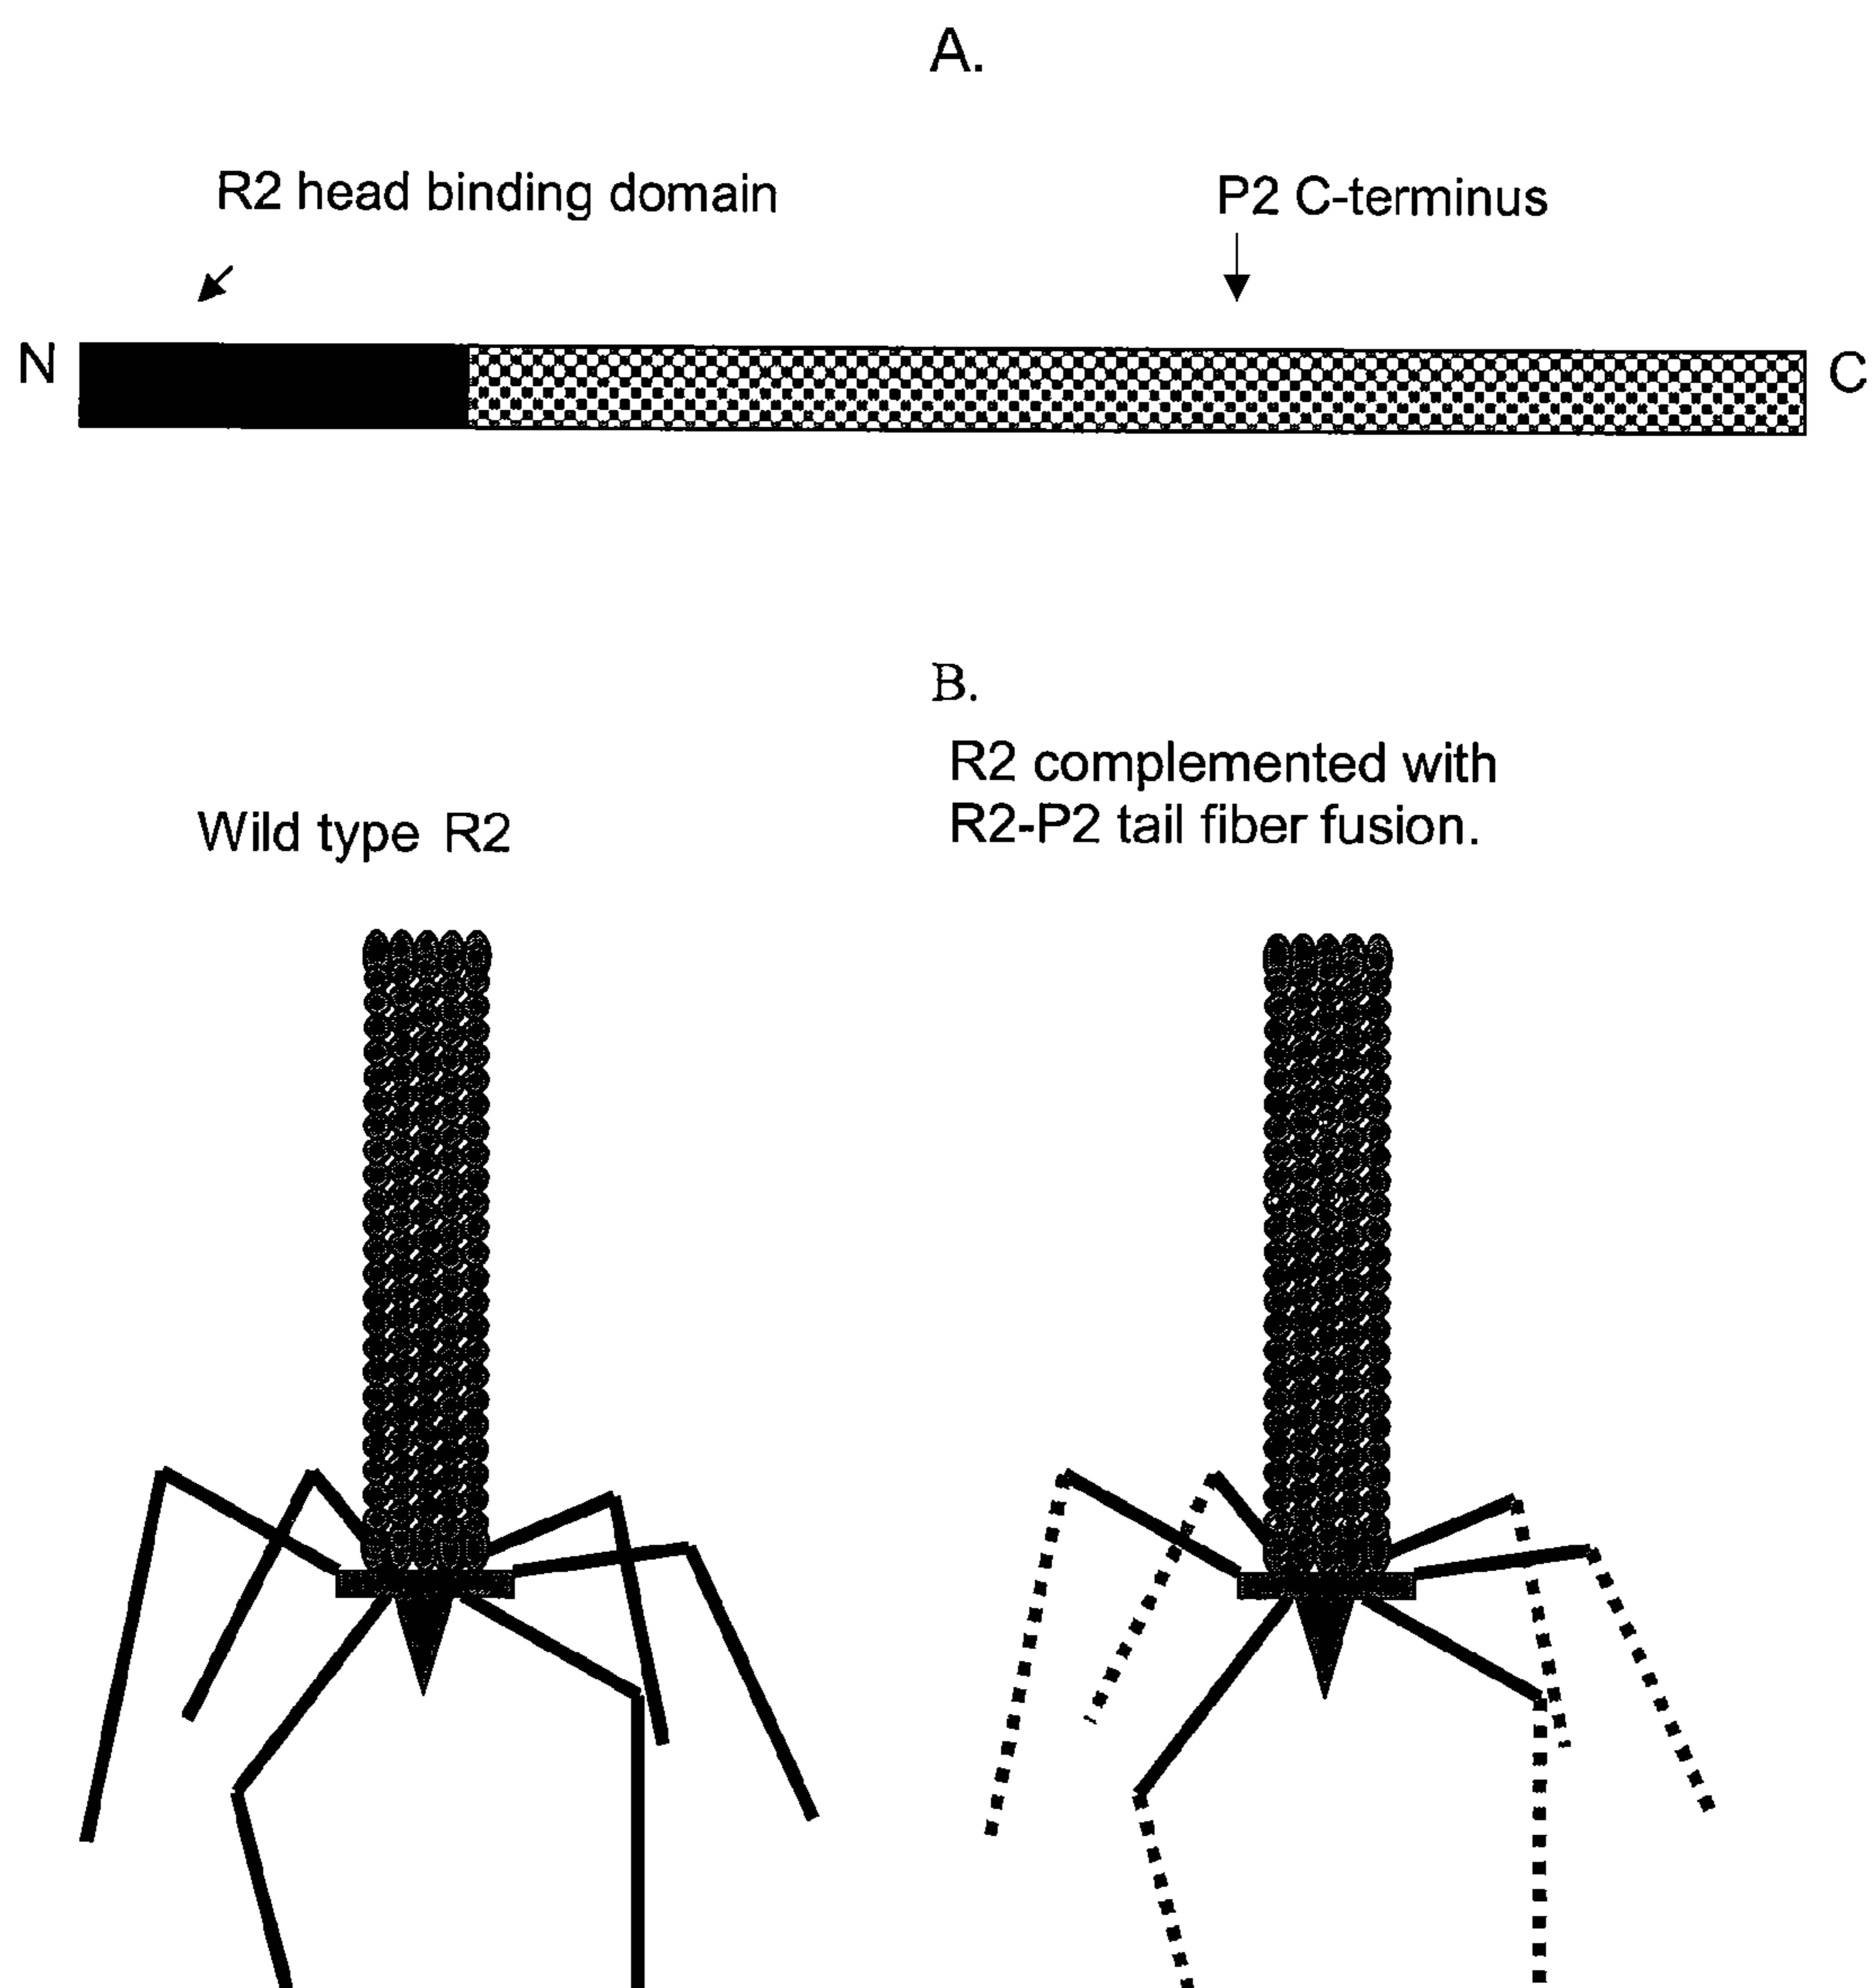 A.
R2 head binding domain
P2 C-terminus
N
C
B.
R2 complemented with
R2-P2 tail fiber fusion.
Wild type R2